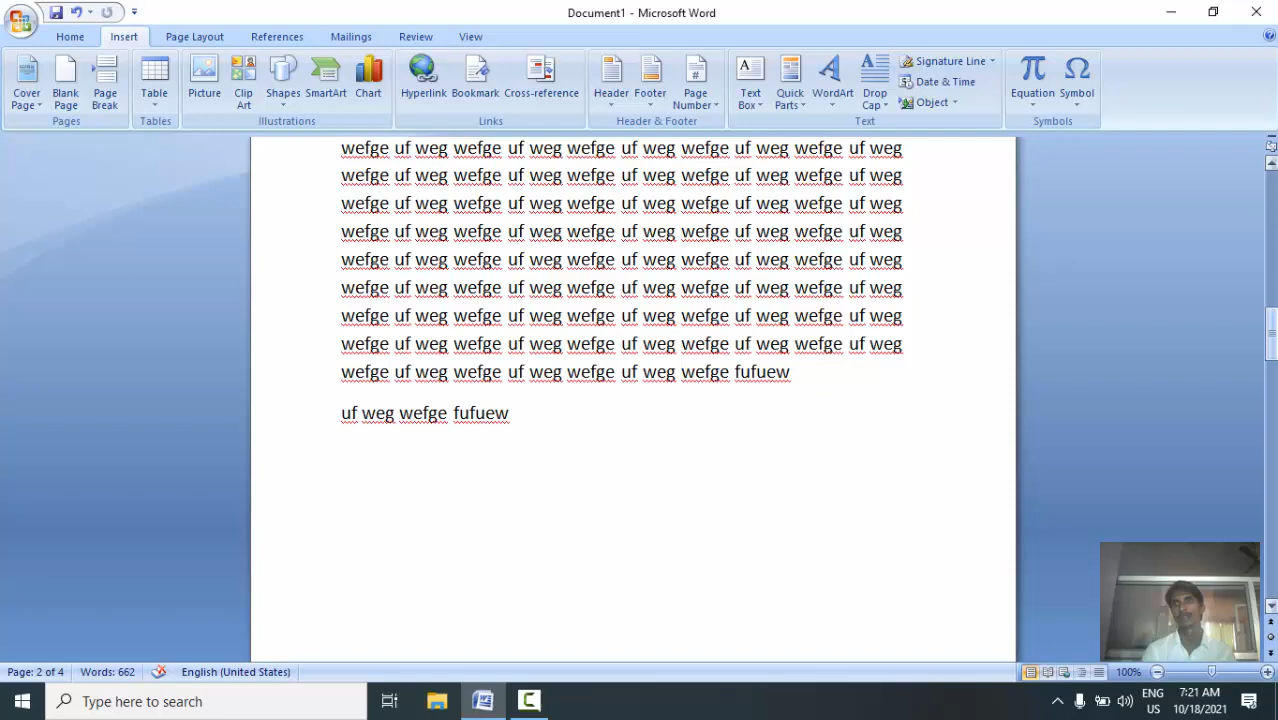 Document1 - Microsoft Word
Home Insert Page Layout References Mailings Review View
Cover Page Blank Page Page Break Table Picture Clip Art Shapes SmartArt Chart Hyperlink Bookmark Cross-reference Header Footer Page Number Text Box Quick Parts WordArt Drop Cap Signature Line Date & Time Object Equation Symbol
Pages Tables Illustrations Links Header & Footer Text Symbols
wefge uf weg wefge uf weg wefge uf weg wefge uf weg wefge uf weg
wefge uf weg wefge uf weg wefge uf weg wefge uf weg wefge uf weg
wefge uf weg wefge uf weg wefge uf weg wefge uf weg wefge uf weg
wefge uf weg wefge uf weg wefge uf weg wefge uf weg wefge uf weg
wefge uf weg wefge uf weg wefge uf weg wefge uf weg wefge uf weg
wefge uf weg wefge uf weg wefge uf weg wefge uf weg wefge uf weg
wefge uf weg wefge uf weg wefge uf weg wefge uf weg wefge uf weg
wefge uf weg wefge uf weg wefge uf weg wefge uf weg wefge uf weg
wefge uf weg wefge uf weg wefge uf weg wefge fufuew
uf weg wefge fufuew
Page: 2 of 4 Words: 662 English (United States) 100%
Type here to search
ENG 7:21 AM
US 10/18/2021